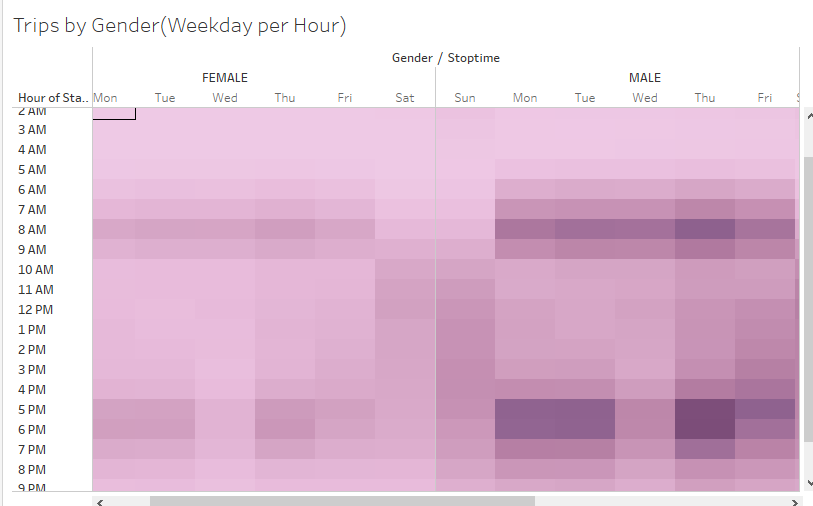 Trips by Gender(Weekday per Hour)
Gender / Stoptime
FEMALE MALE
Hour of Sta.. Mon Tue Wed Thu Fri Sat Sun Mon Tue Wed Thu Fri
2 AM
3 AM
4 AM
5 AM
6 AM
7 AM
8 AM
9 AM
10 AM
11 AM
12 PM
1 PM
2 PM
3 PM
4 PM
5 PM
6 PM
7 PM
8 PM
9 PM